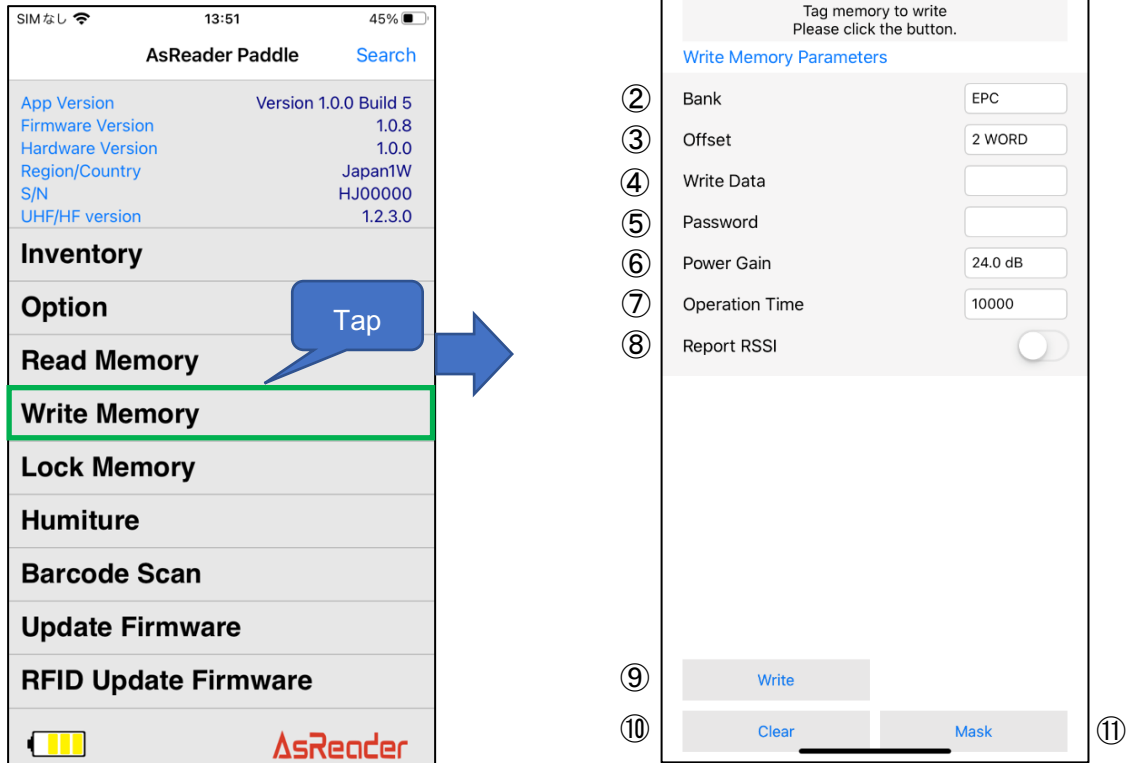 SIMなし 13:51 45%
AsReader Paddle Search
App Version Version 1.0.0 Build 5
Firmware Version 1.0.8
Hardware Version 1.0.0
Region/Country Japan1W
S/N HJ00000
UHF/HF version 1.2.3.0
Inventory
Option
Tap
Read Memory
Write Memory
Lock Memory
Humiture
Barcode Scan
Update Firmware
RFID Update Firmware
AsReader
Tag memory to write
Please click the button.
Write Memory Parameters
② Bank EPC
③ Offset 2 WORD
④ Write Data
⑤ Password
⑥ Power Gain 24.0 dB
⑦ Operation Time 10000
⑧ Report RSSI
⑨ Write
⑩ Clear Mask ⑪